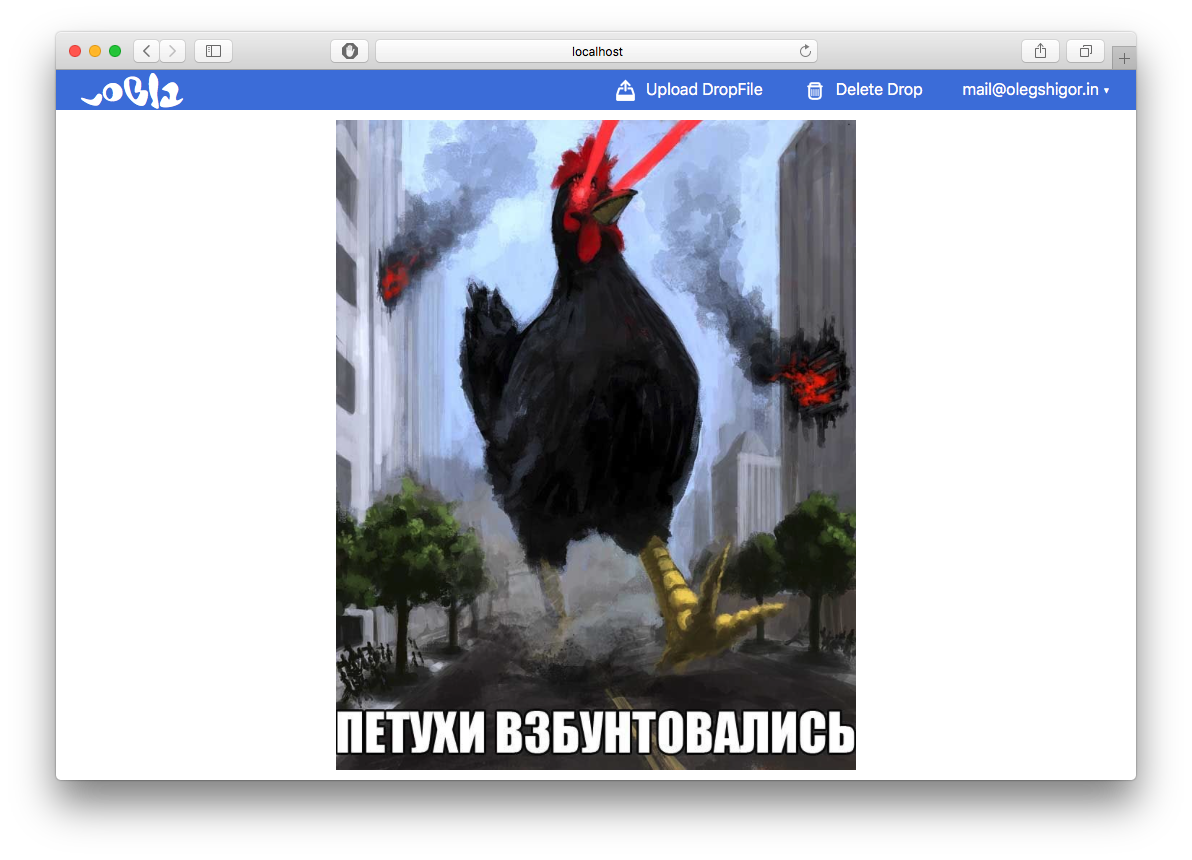 localhost
Upload DropFile
Delete Drop
mail@olegshigor.in ▾
ПЕТУХИ ВЗБУНТОВАЛИСЬ